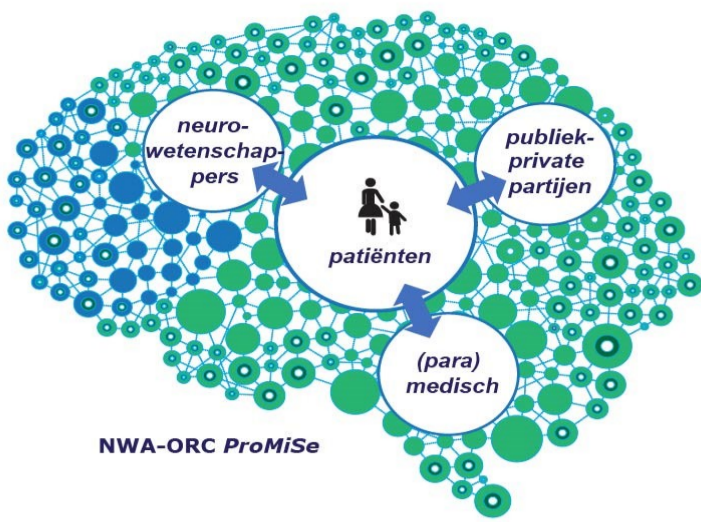 neuro-
wetenschap-
pers
publiek-
private
partijen
patiënten
(para)
medisch
NWA-ORC ProMiSe